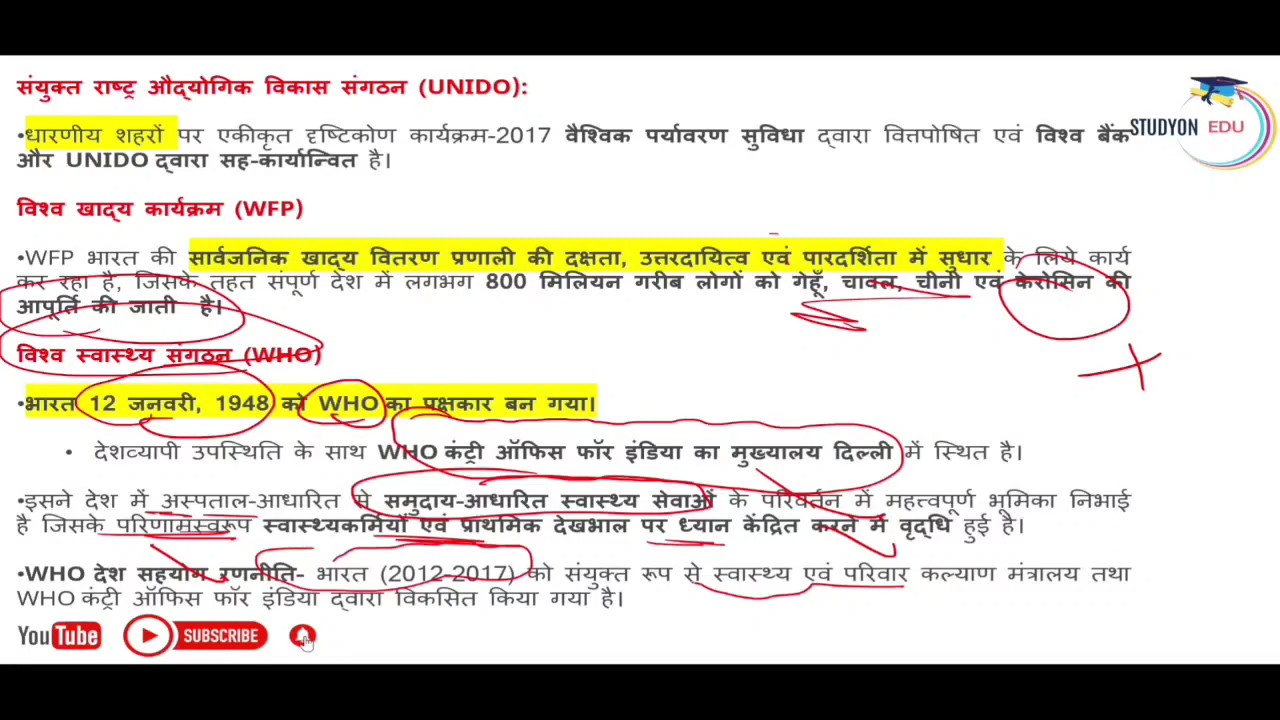 संयुक्त राष्ट्र औद्योगिक विकास संगठन (UNIDO):
•धारणीय शहरों पर एकीकृत दृष्टिकोण कार्यक्रम-2017 वैश्विक पर्यावरण सुविधा द्वारा वित्तपोषित एवं विश्व बैंक
और UNIDO द्वारा सह-कार्यान्वित है।
STUDYON EDU
विश्व खाद्य कार्यक्रम (WFP)
•WFP भारत की सार्वजनिक खाद्य वितरण प्रणाली की दक्षता, उत्तरदायित्व एवं पारदर्शिता में सुधार के लिये कार्य
कर रहा है, जिसके तहत संपूर्ण देश में लगभग 800 मिलियन गरीब लोगों को गेहूँ, चावल, चीनी एवं केरोसिन की
आपूर्ति की जाती है।
विश्व स्वास्थ्य संगठन (WHO)
•भारत 12 जनवरी, 1948 को WHO का पक्षकार बन गया।
• देशव्यापी उपस्थिति के साथ WHO कंट्री ऑफिस फॉर इंडिया का मुख्यालय दिल्ली में स्थित है।
•इसने देश में अस्पताल-आधारित से समुदाय-आधारित स्वास्थ्य सेवाओं के परिवर्तन में महत्त्वपूर्ण भूमिका निभाई
है जिसके परिणामस्वरूप स्वास्थ्यकर्मियों एवं प्राथमिक देखभाल पर ध्यान केंद्रित करने में वृद्धि हुई है।
•WHO देश सहयोग रणनीति- भारत (2012-2017) को संयुक्त रूप से स्वास्थ्य एवं परिवार कल्याण मंत्रालय तथा
WHO कंट्री ऑफिस फॉर इंडिया द्वारा विकसित किया गया है।
YouTube SUBSCRIBE